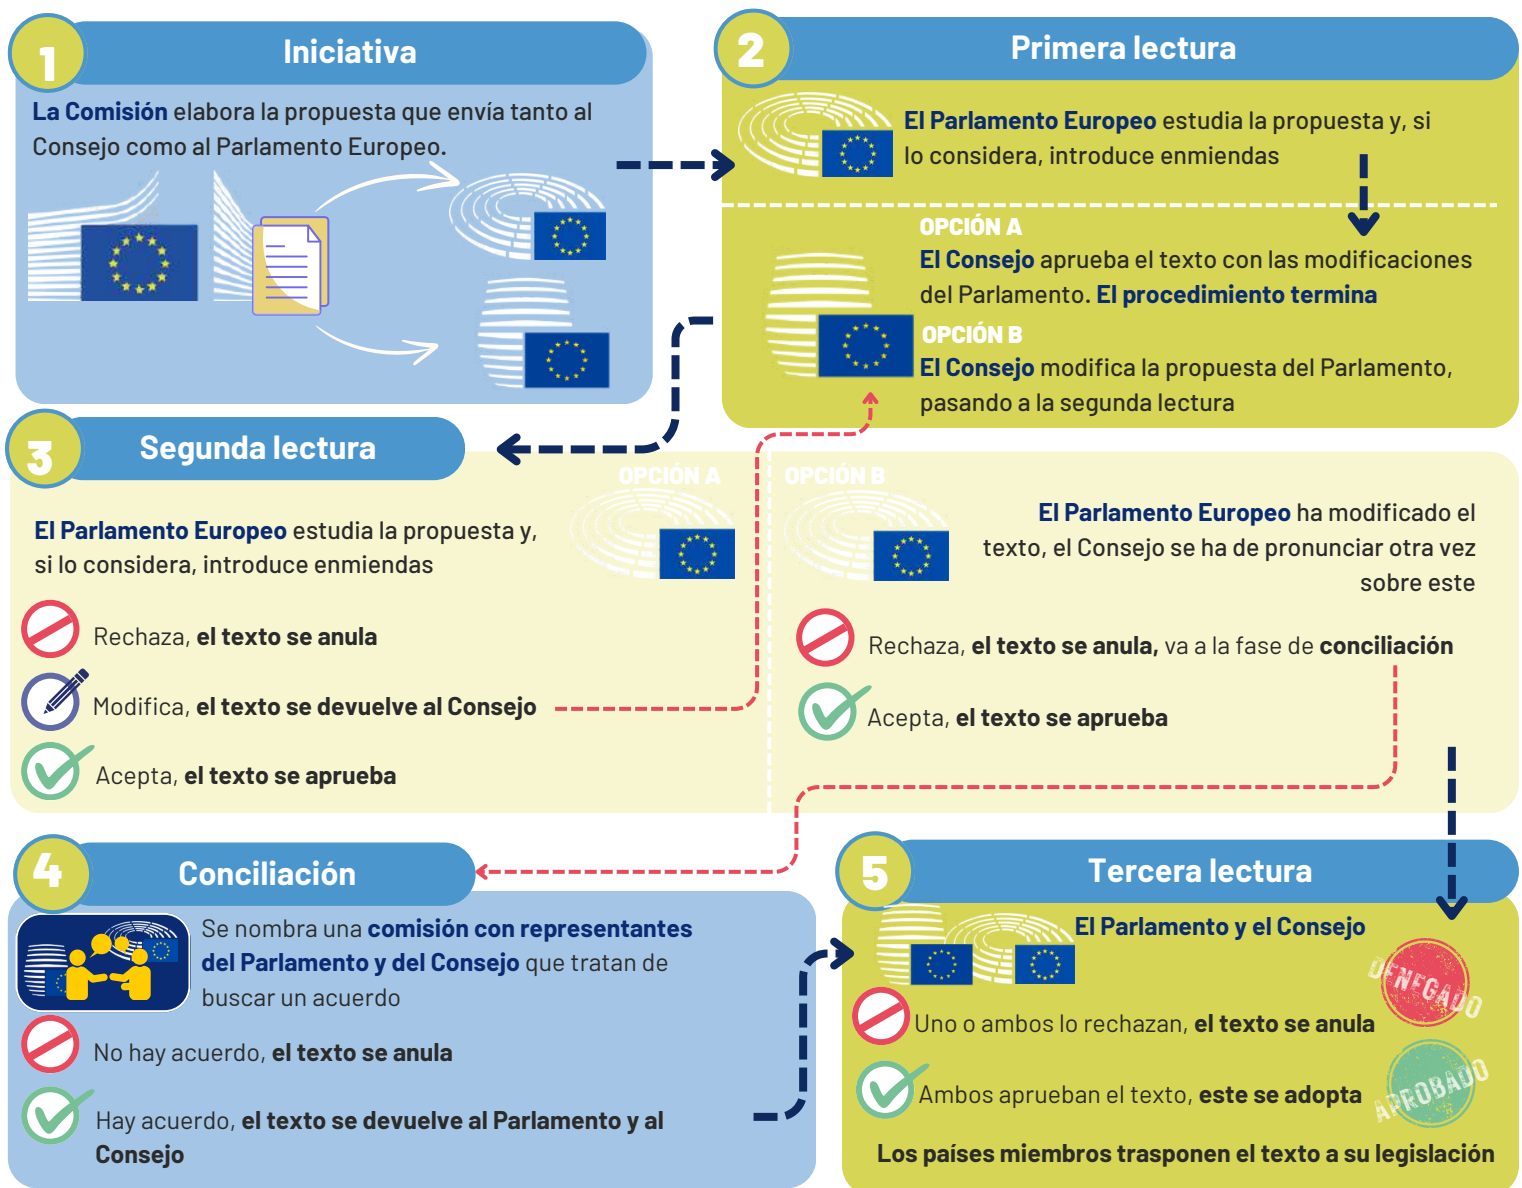 1
Iniciativa
La Comisión elabora la propuesta que envía tanto al
Consejo como al Parlamento Europeo.
2
Primera lectura
El Parlamento Europeo estudia la propuesta y, si
lo considera, introduce enmiendas
OPCIÓN A
El Consejo aprueba el texto con las modificaciones
del Parlamento. El procedimiento termina
OPCIÓN B
El Consejo modifica la propuesta del Parlamento,
pasando a la segunda lectura
3
Segunda lectura
OPCIÓN A
El Parlamento Europeo estudia la propuesta y,
si lo considera, introduce enmiendas
Rechaza, el texto se anula
Modifica, el texto se devuelve al Consejo
Acepta, el texto se aprueba
OPCIÓN B
El Parlamento Europeo ha modificado el
texto, el Consejo se ha de pronunciar otra vez
sobre este
Rechaza, el texto se anula, va a la fase de conciliación
Acepta, el texto se aprueba
4
Conciliación
Se nombra una comisión con representantes
del Parlamento y del Consejo que tratan de
buscar un acuerdo
No hay acuerdo, el texto se anula
Hay acuerdo, el texto se devuelve al Parlamento y al
Consejo
5
Tercera lectura
El Parlamento y el Consejo
DENEGADO
Uno o ambos lo rechazan, el texto se anula
APROBADO
Ambos aprueban el texto, este se adopta
Los países miembros trasponen el texto a su legislación